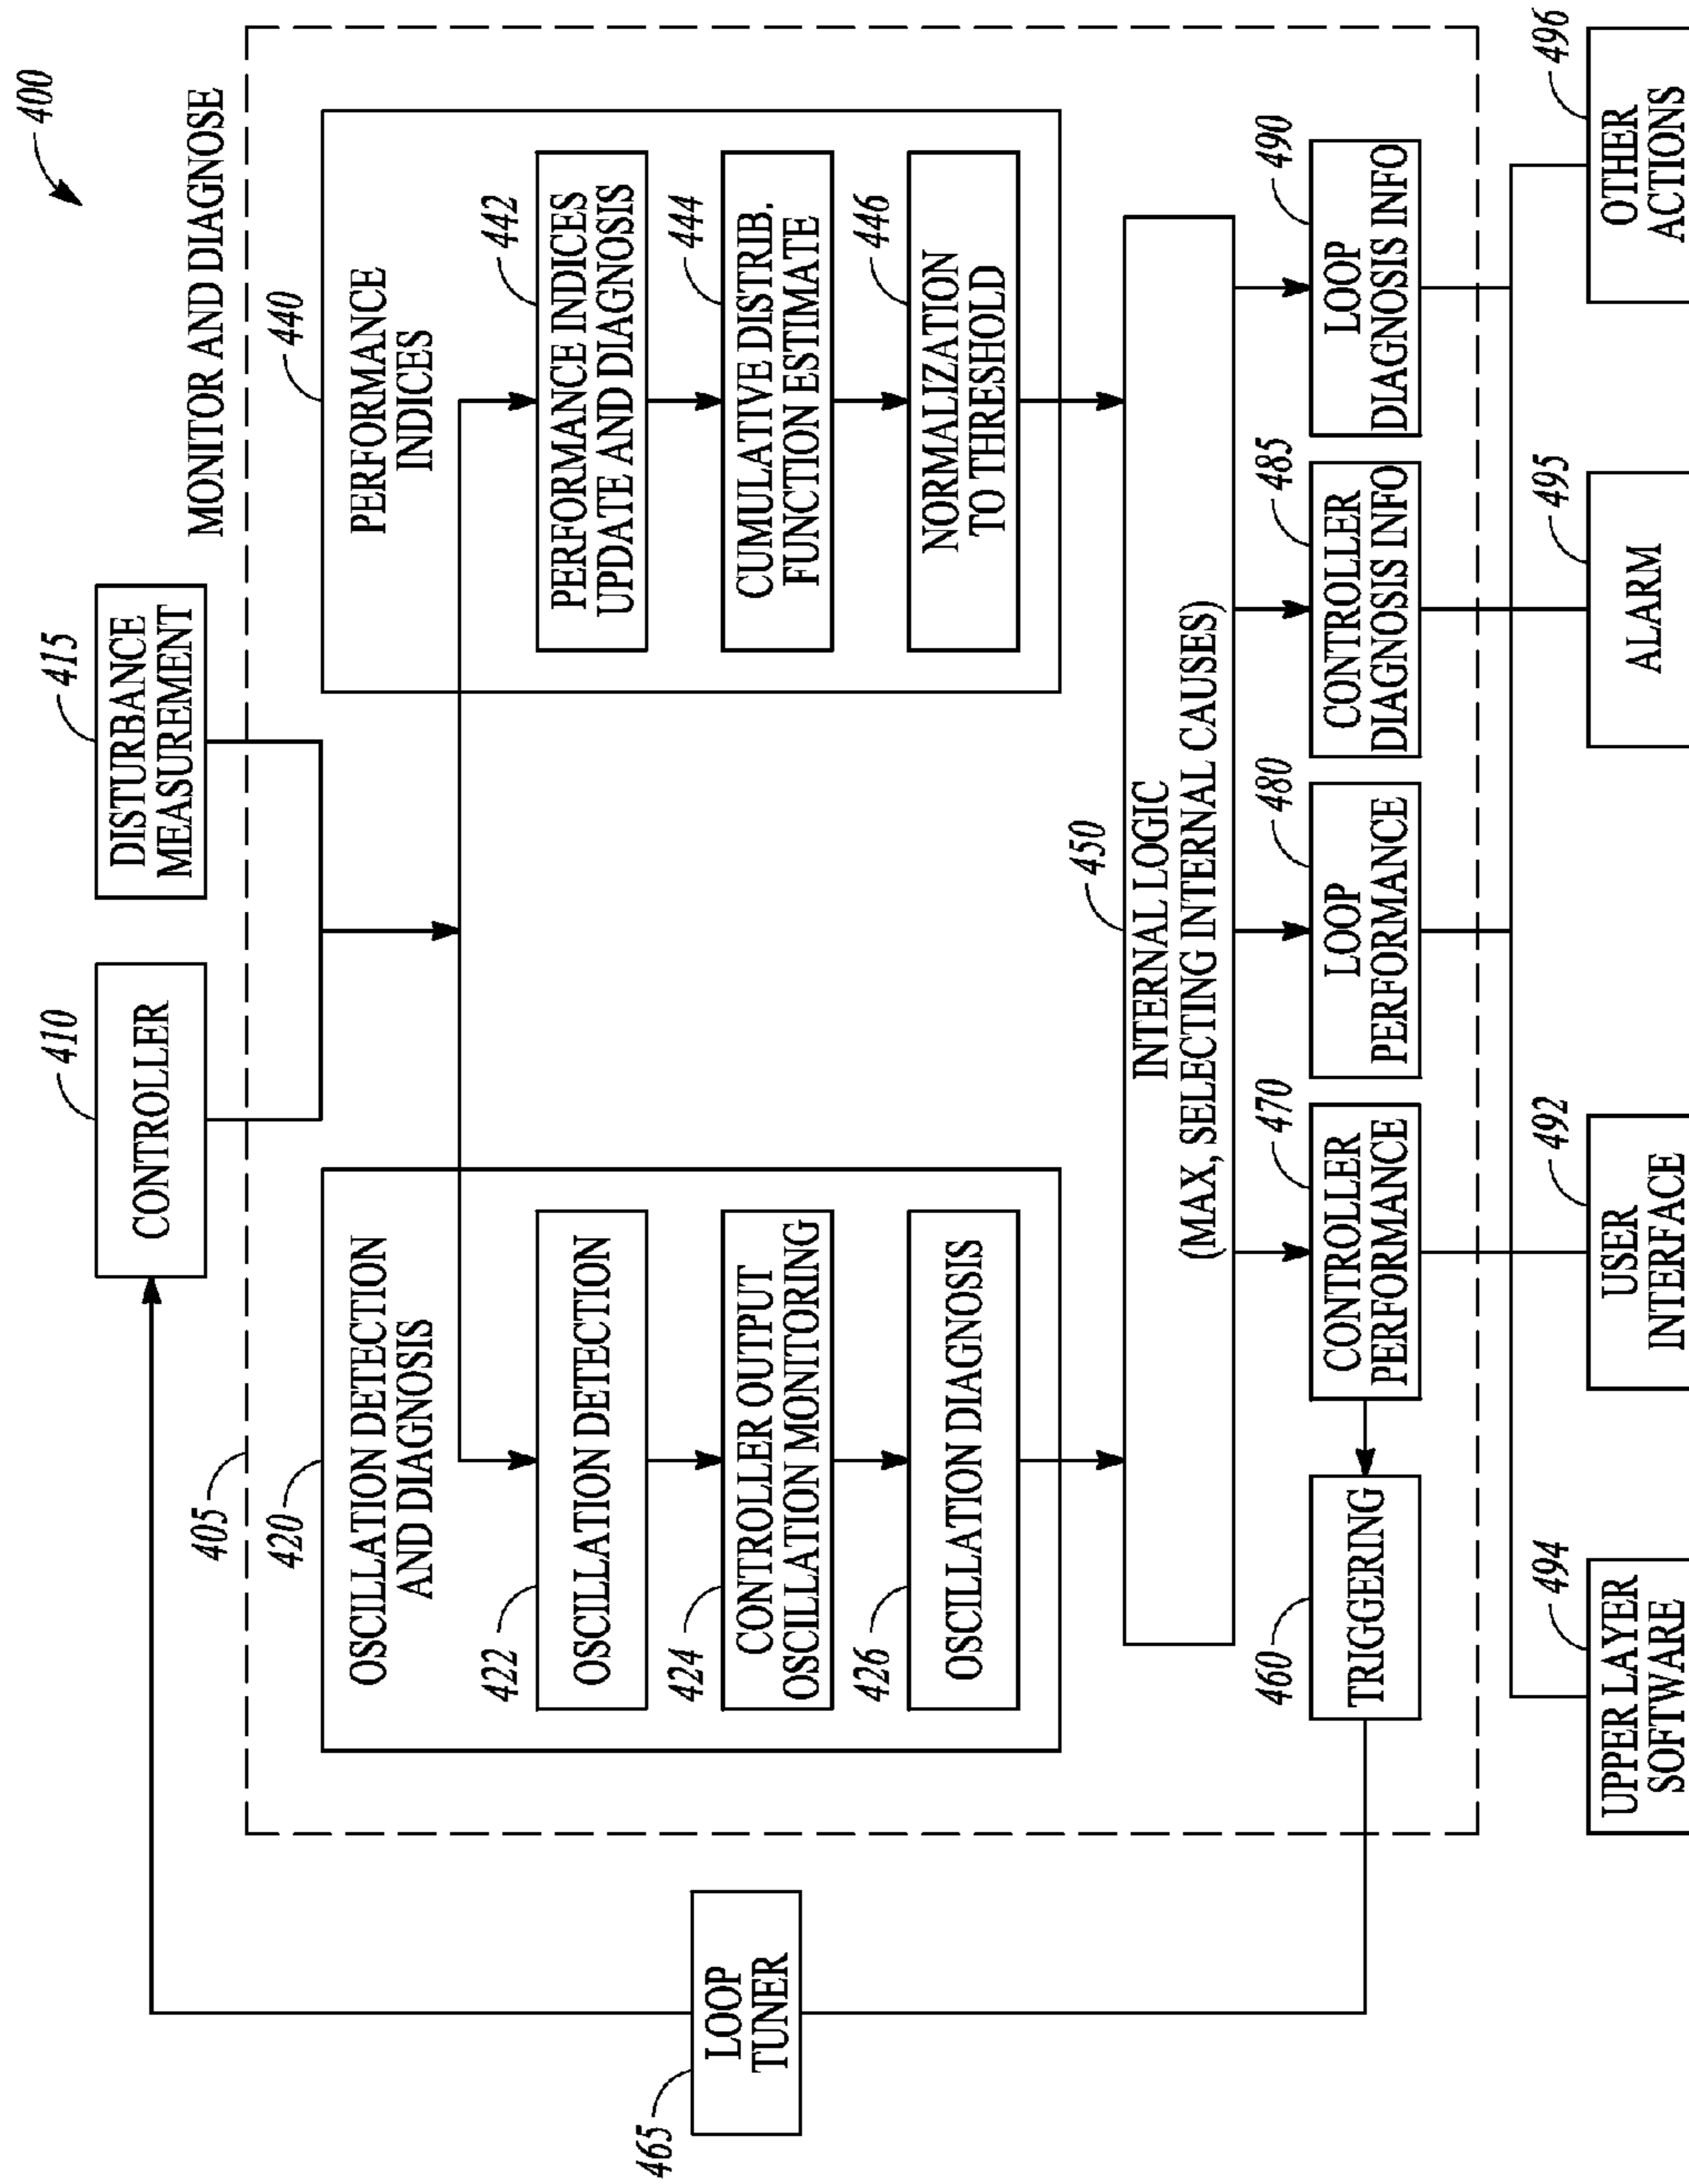 400
MONITOR AND DIAGNOSE
410
CONTROLLER
415
DISTURBANCE
MEASUREMENT
405
420
OSCILLATION DETECTION
AND DIAGNOSIS
422
OSCILLATION DETECTION
424
CONTROLLER OUTPUT
OSCILLATION MONITORING
426
OSCILLATION DIAGNOSIS
440
PERFORMANCE
INDICES
442
PERFORMANCE INDICES
UPDATE AND DIAGNOSIS
444
CUMULATIVE DISTRIB.
FUNCTION ESTIMATE
446
NORMALIZATION
TO THRESHOLD
450
INTERNAL LOGIC
(MAX, SELECTING INTERNAL CAUSES)
465
LOOP
TUNER
460
TRIGGERING
470
CONTROLLER
PERFORMANCE
480
LOOP
PERFORMANCE
485
CONTROLLER
DIAGNOSIS INFO
490
LOOP
DIAGNOSIS INFO
494
UPPER LAYER
SOFTWARE
492
USER
INTERFACE
495
ALARM
496
OTHER
ACTIONS